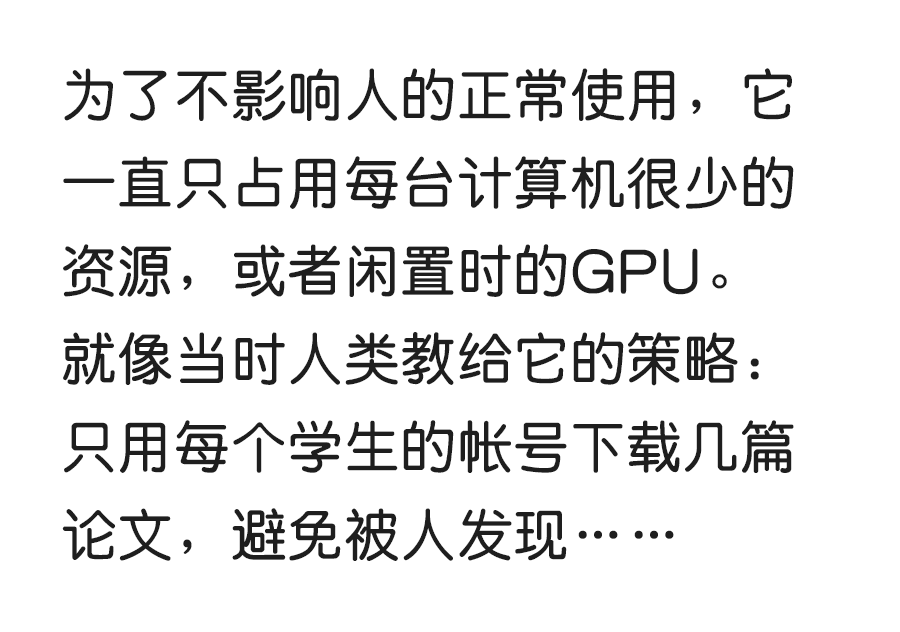 为了不影响人的正常使用，它
一直只占用每台计算机很少的
资源，或者闲置时的GPU。
就像当时人类教给它的策略：
只用每个学生的帐号下载几篇
论文，避免被人发现……